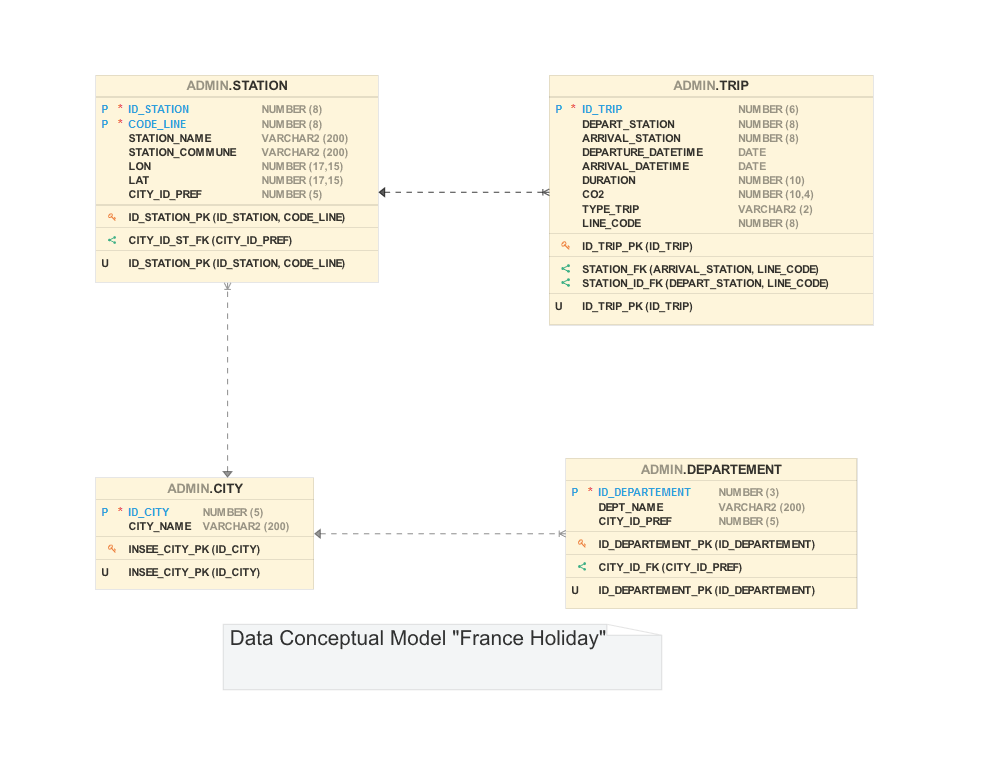 ADMIN.STATION
P * ID_STATION NUMBER (8)
P * CODE_LINE NUMBER (8)
STATION_NAME VARCHAR2 (200)
STATION_COMMUNE VARCHAR2 (200)
LON NUMBER (17,15)
LAT NUMBER (17,15)
CITY_ID_PREF NUMBER (5)
ID_STATION_PK (ID_STATION, CODE_LINE)
CITY_ID_ST_FK (CITY_ID_PREF)
U ID_STATION_PK (ID_STATION, CODE_LINE)
ADMIN.TRIP
P * ID_TRIP NUMBER (6)
DEPART_STATION NUMBER (8)
ARRIVAL_STATION NUMBER (8)
DEPARTURE_DATETIME DATE
ARRIVAL_DATETIME DATE
DURATION NUMBER (10)
CO2 NUMBER (10,4)
TYPE_TRIP VARCHAR2 (2)
LINE_CODE NUMBER (8)
ID_TRIP_PK (ID_TRIP)
STATION_FK (ARRIVAL_STATION, LINE_CODE)
STATION_ID_FK (DEPART_STATION, LINE_CODE)
U ID_TRIP_PK (ID_TRIP)
ADMIN.CITY
P * ID_CITY NUMBER (5)
CITY_NAME VARCHAR2 (200)
INSEE_CITY_PK (ID_CITY)
U INSEE_CITY_PK (ID_CITY)
ADMIN.DEPARTEMENT
P * ID_DEPARTEMENT NUMBER (3)
DEPT_NAME VARCHAR2 (200)
CITY_ID_PREF NUMBER (5)
ID_DEPARTEMENT_PK (ID_DEPARTEMENT)
CITY_ID_FK (CITY_ID_PREF)
U ID_DEPARTEMENT_PK (ID_DEPARTEMENT)
Data Conceptual Model "France Holiday"